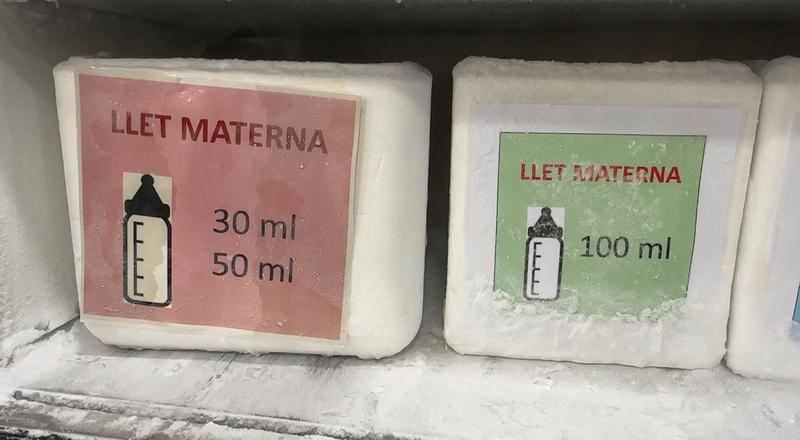 LLET MATERNA
30 ml
50 ml
LLET MATERNA
100 ml